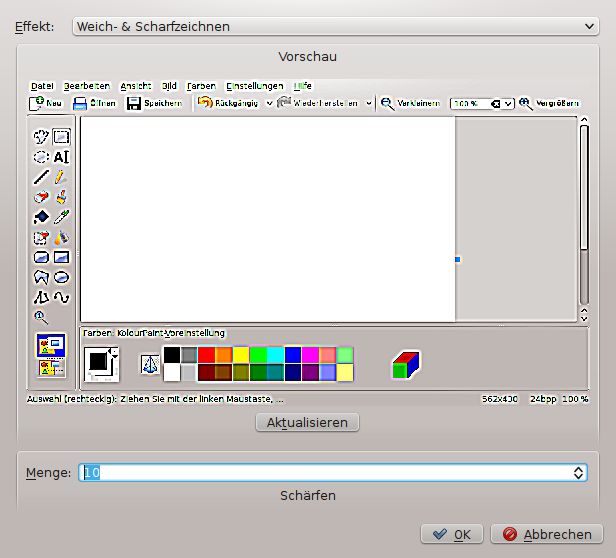 Effekt: Weich- & Scharfzeichnen
Vorschau
Datei Bearbeiten Ansicht Bild Farben Einstellungen Hilfe
Neu Öffnen Speichern Rückgängig Wiederherstellen Verkleinern 100 % Vergrößern
Farben: KolourPaint-Voreinstellung
Auswahl (rechteckig): Ziehen Sie mit der linken Maustaste, ... 562x400 24bpp 100 %
Aktualisieren
Menge: 10
Schärfen
OK Abbrechen